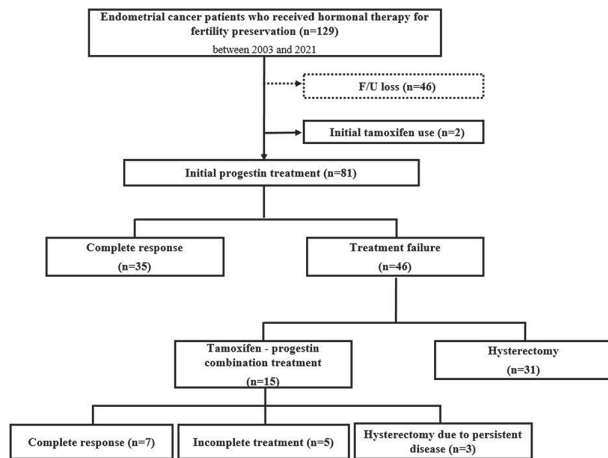 Endometrial cancer patients who received hormonal therapy for
fertility preservation (n=129)
between 2003 and 2021
F/U loss (n=46)
Initial tamoxifen use (n=2)
Initial progestin treatment (n=81)
Complete response
(n=35)
Treatment failure
(n=46)
Tamoxifen - progestin
combination treatment
(n=15)
Hysterectomy
(n=31)
Complete response (n=7)
Incomplete treatment (n=5)
Hysterectomy due to persistent
disease (n=3)